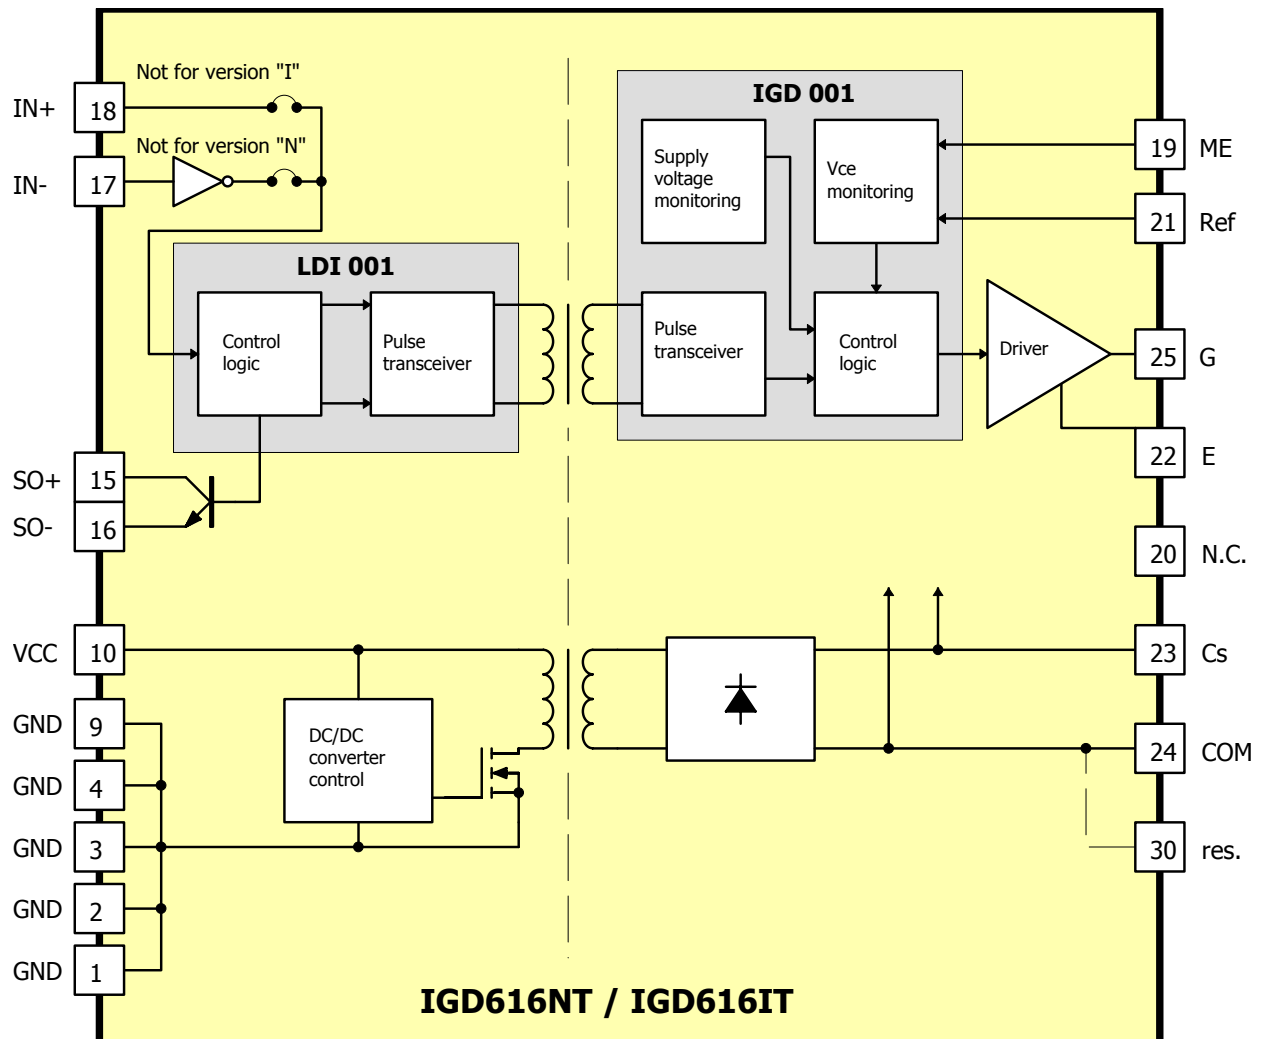 Not for version "I"
IN+ 18
Not for version "N"
IN- 17
LDI 001
Control
logic
Pulse
transceiver
SO+ 15
SO- 16
VCC 10
GND 9
GND 4
GND 3
GND 2
GND 1
DC/DC
converter
control
IGD 001
Supply
voltage
monitoring
Vce
monitoring
Pulse
transceiver
Control
logic
Driver
19 ME
21 Ref
25 G
22 E
20 N.C.
23 Cs
24 COM
30 res.
IGD616NT / IGD616IT